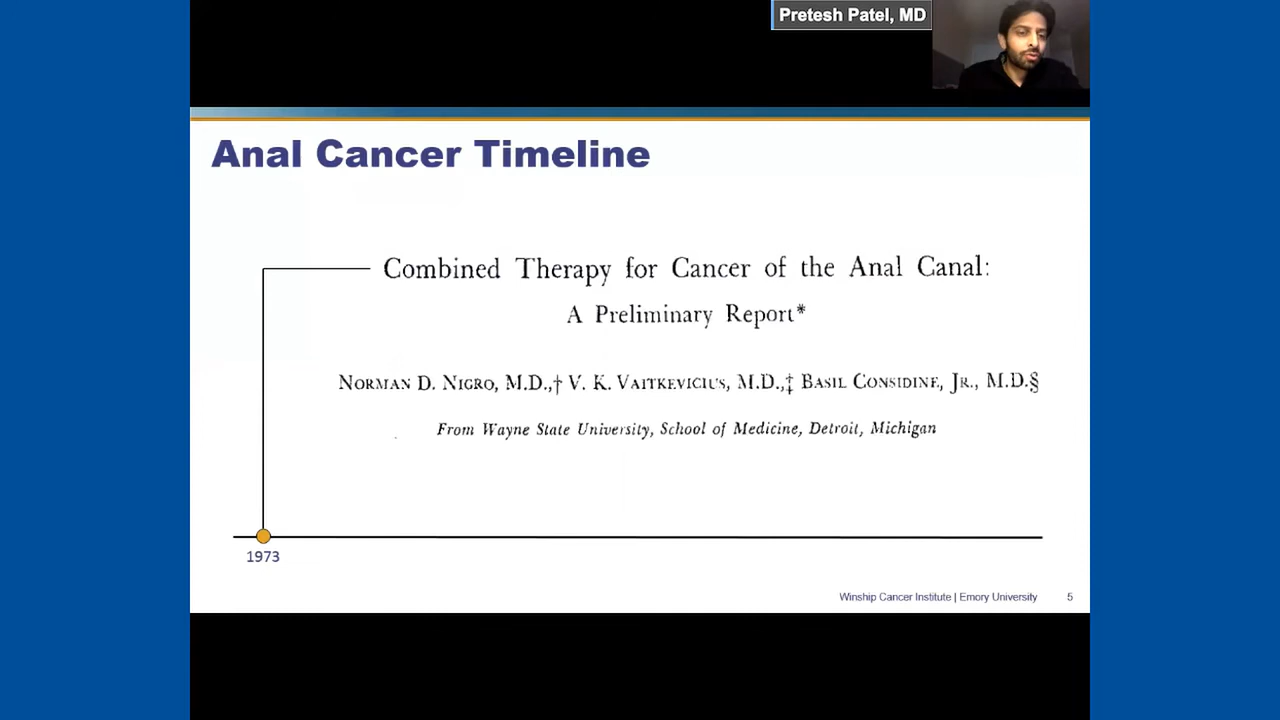 Pretesh Patel, MD
Anal Cancer Timeline
Combined Therapy for Cancer of the Anal Canal:
A Preliminary Report*
NORMAN D. NIGRO, M.D.,† V. K. VAITKEVICIUS, M.D.,‡ BASIL CONSIDINE, JR., M.D.§
From Wayne State University, School of Medicine, Detroit, Michigan
1973
Winship Cancer Institute | Emory University 5